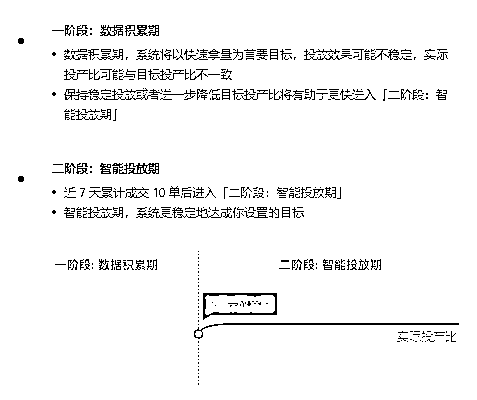 一阶段：数据积累期
• 数据积累期，系统将以快速拿量为首要目标，投放效果可能不稳定，实际
投产比可能与目标投产比不一致
• 保持稳定投放或者进一步降低目标投产比将有助于更快进入「二阶段：智
能投放期」
二阶段：智能投放期
• 近 7 天累计成交 10 单后进入「二阶段：智能投放期」
• 智能投放期，系统更稳定地达成你设置的目标
一阶段: 数据积累期
二阶段: 智能投放期
实际投产比